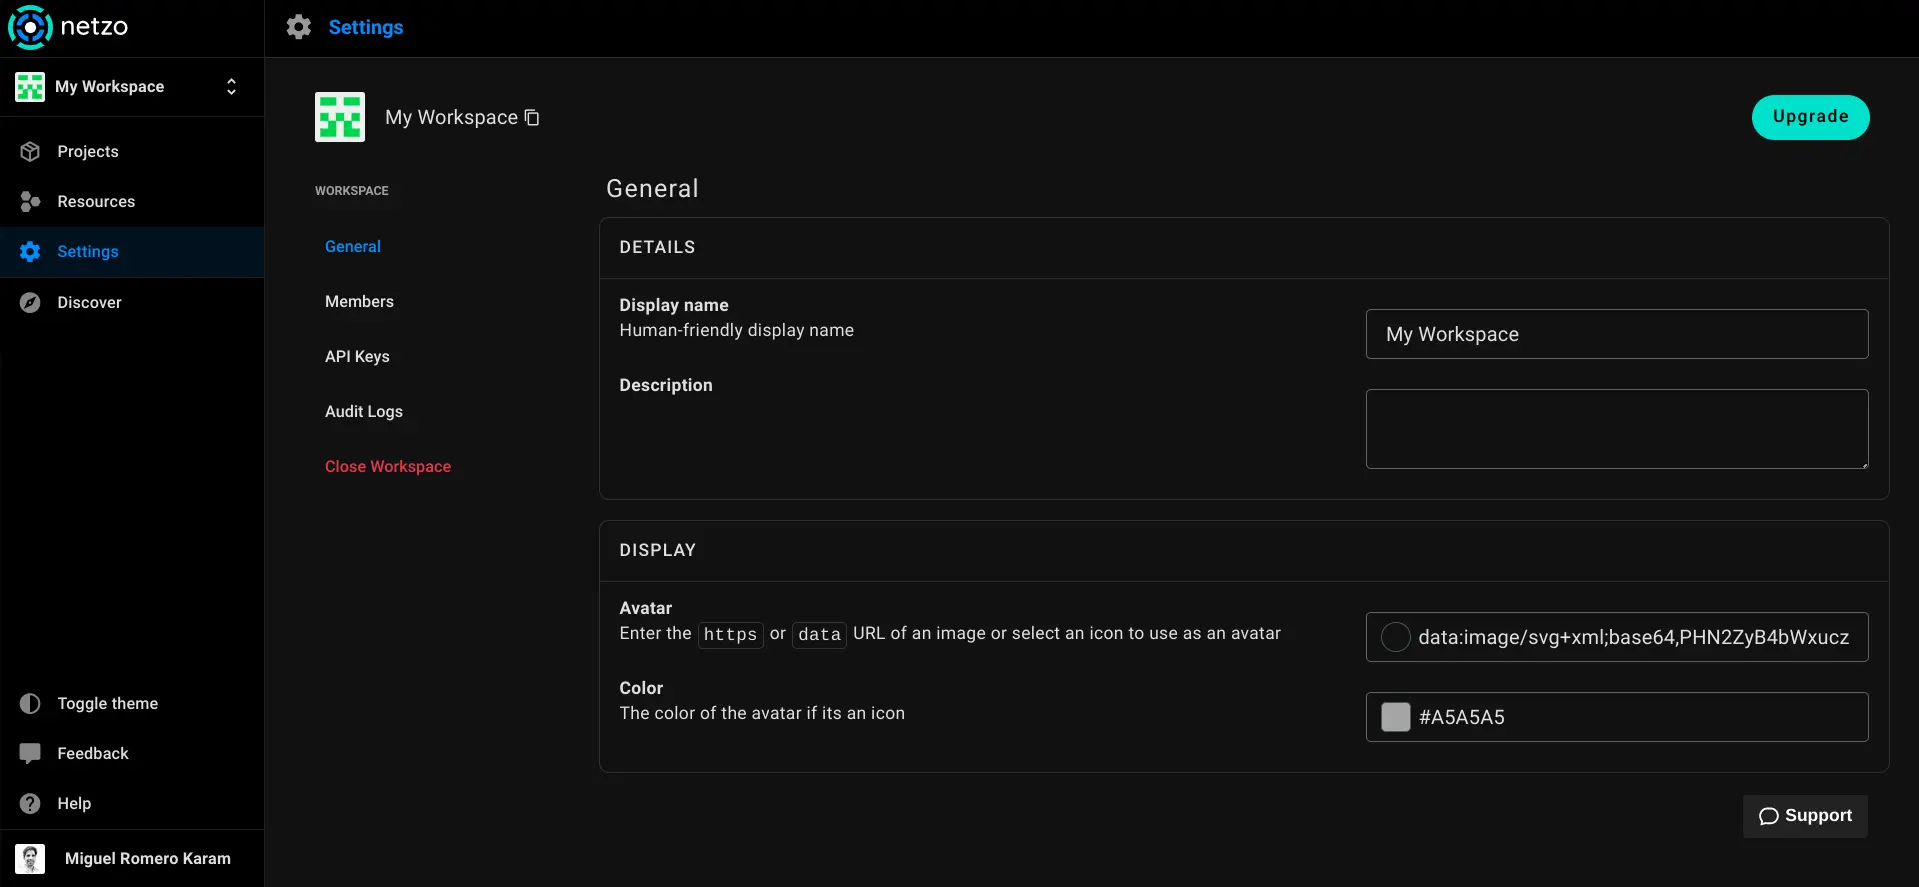 netzo
Settings
My Workspace
My Workspace
Upgrade
Projects
Resources
Settings
Discover
WORKSPACE
General
Members
API Keys
Audit Logs
Close Workspace
General
DETAILS
Display name
Human-friendly display name
My Workspace
Description
DISPLAY
Avatar
Enter the https or data URL of an image or select an icon to use as an avatar
data:image/svg+xml;base64,PHN2ZyB4bWxucz
Color
The color of the avatar if its an icon
#A5A5A5
Toggle theme
Feedback
Help
Miguel Romero Karam
Support